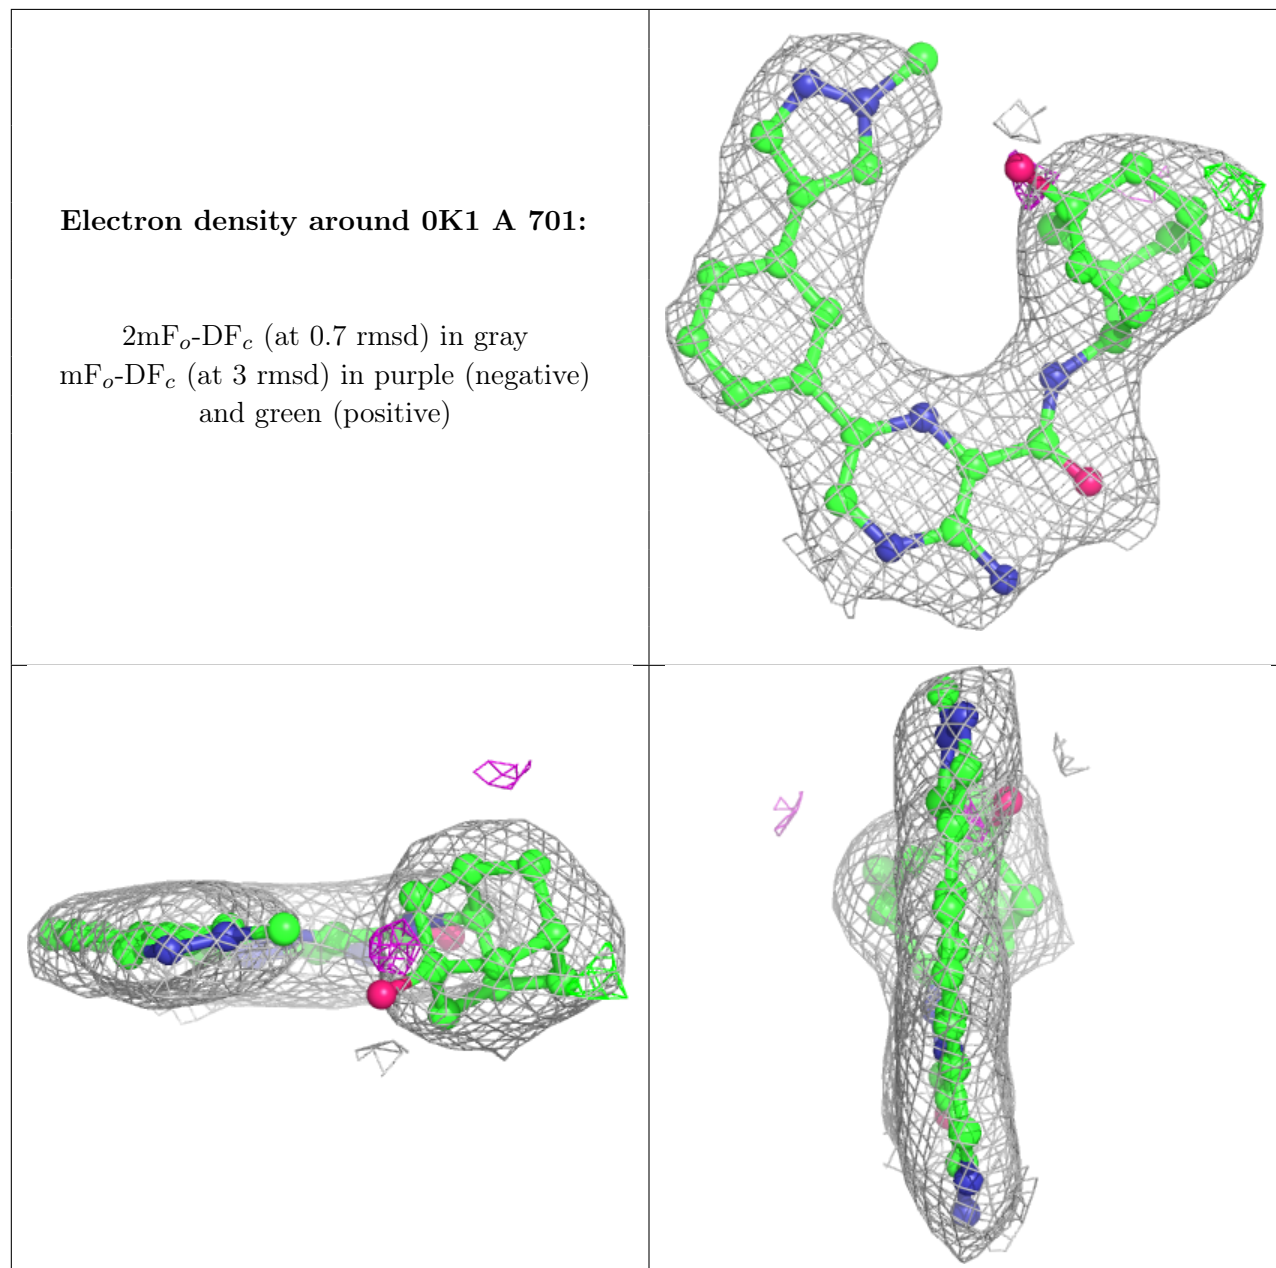 Electron density around 0K1 A 701:
2mFₒ-DF𝒸 (at 0.7 rmsd) in gray
mFₒ-DF𝒸 (at 3 rmsd) in purple (negative)
and green (positive)